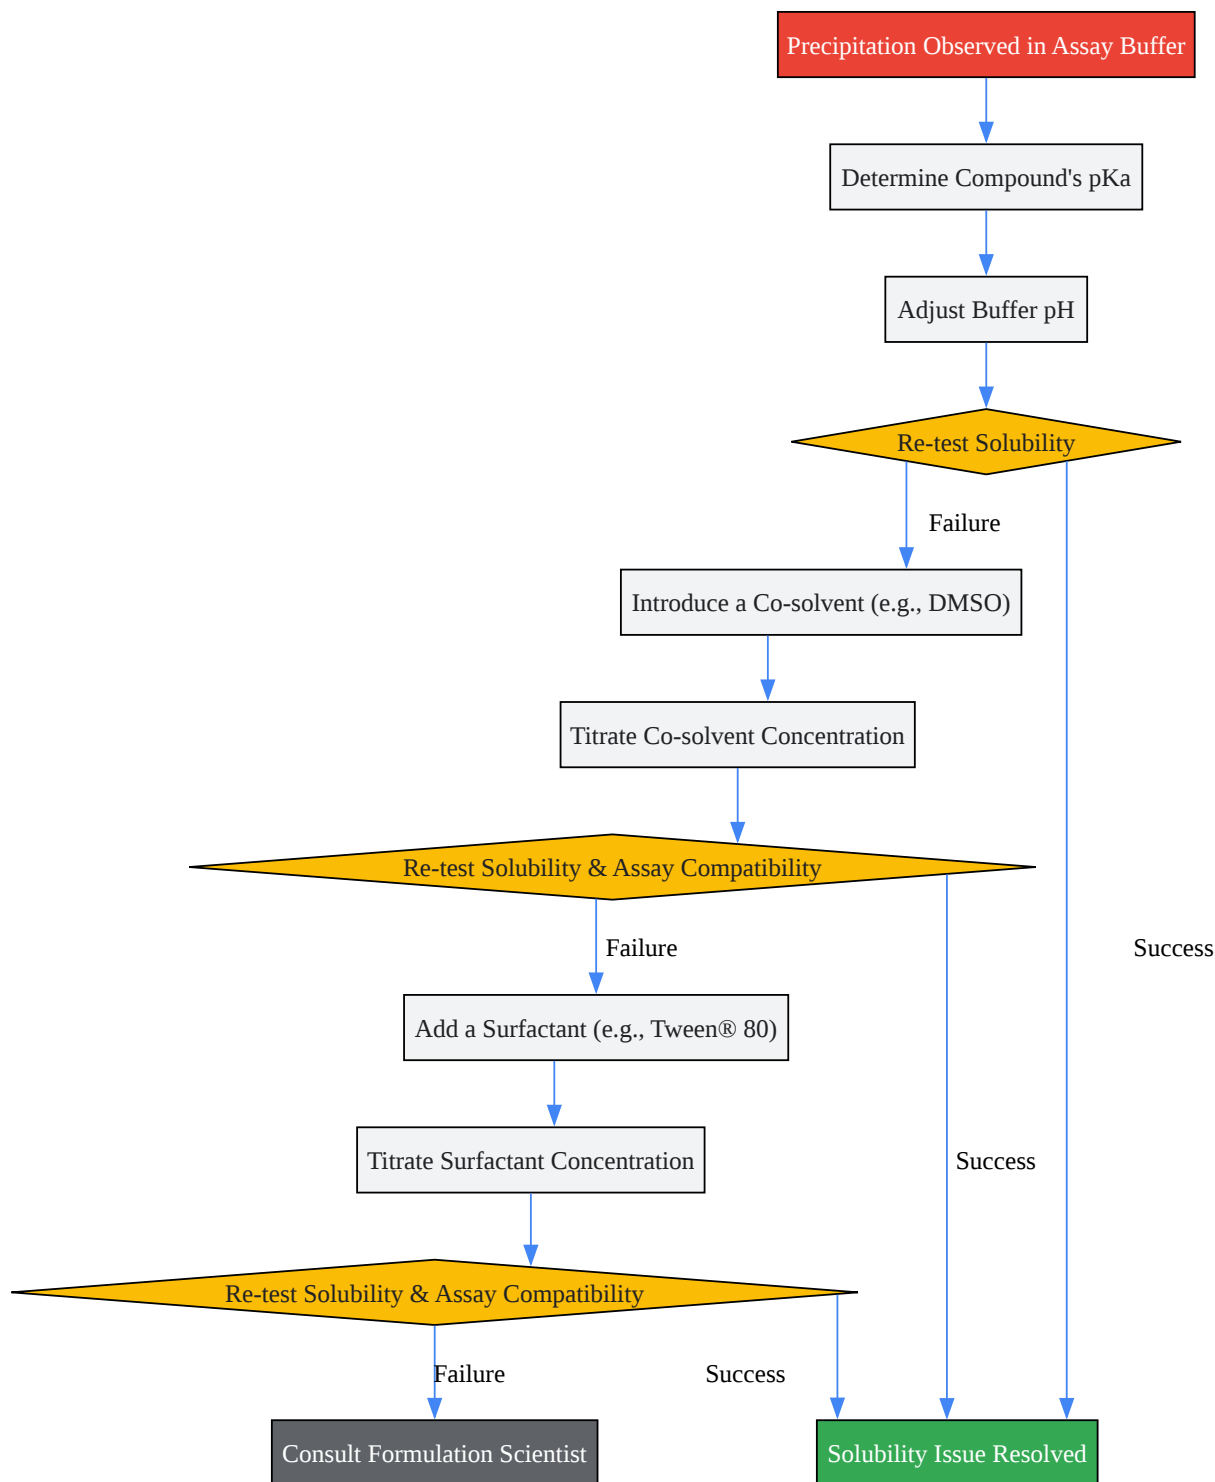 Precipitation Observed in Assay Buffer
Determine Compound's pKa
Adjust Buffer pH
Re-test Solubility
Failure
Introduce a Co-solvent (e.g., DMSO)
Titrate Co-solvent Concentration
Re-test Solubility & Assay Compatibility
Failure
Success
Add a Surfactant (e.g., Tween® 80)
Titrate Surfactant Concentration
Success
Re-test Solubility & Assay Compatibility
Failure
Success
Consult Formulation Scientist
Solubility Issue Resolved